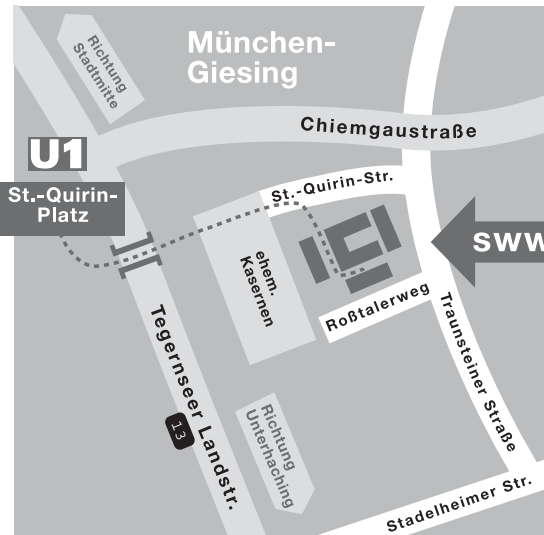 Richtung
Stadtmitte
München-
Giesing
Chiemgaustraße
U1
St.-Quirin-
Platz
St.-Quirin-Str.
SWW
ehem.
Kasernen
Roßtalerweg
Tegernseer Landstr.
13
Traunsteiner Straße
Richtung
Unterhaching
Stadelheimer Str.